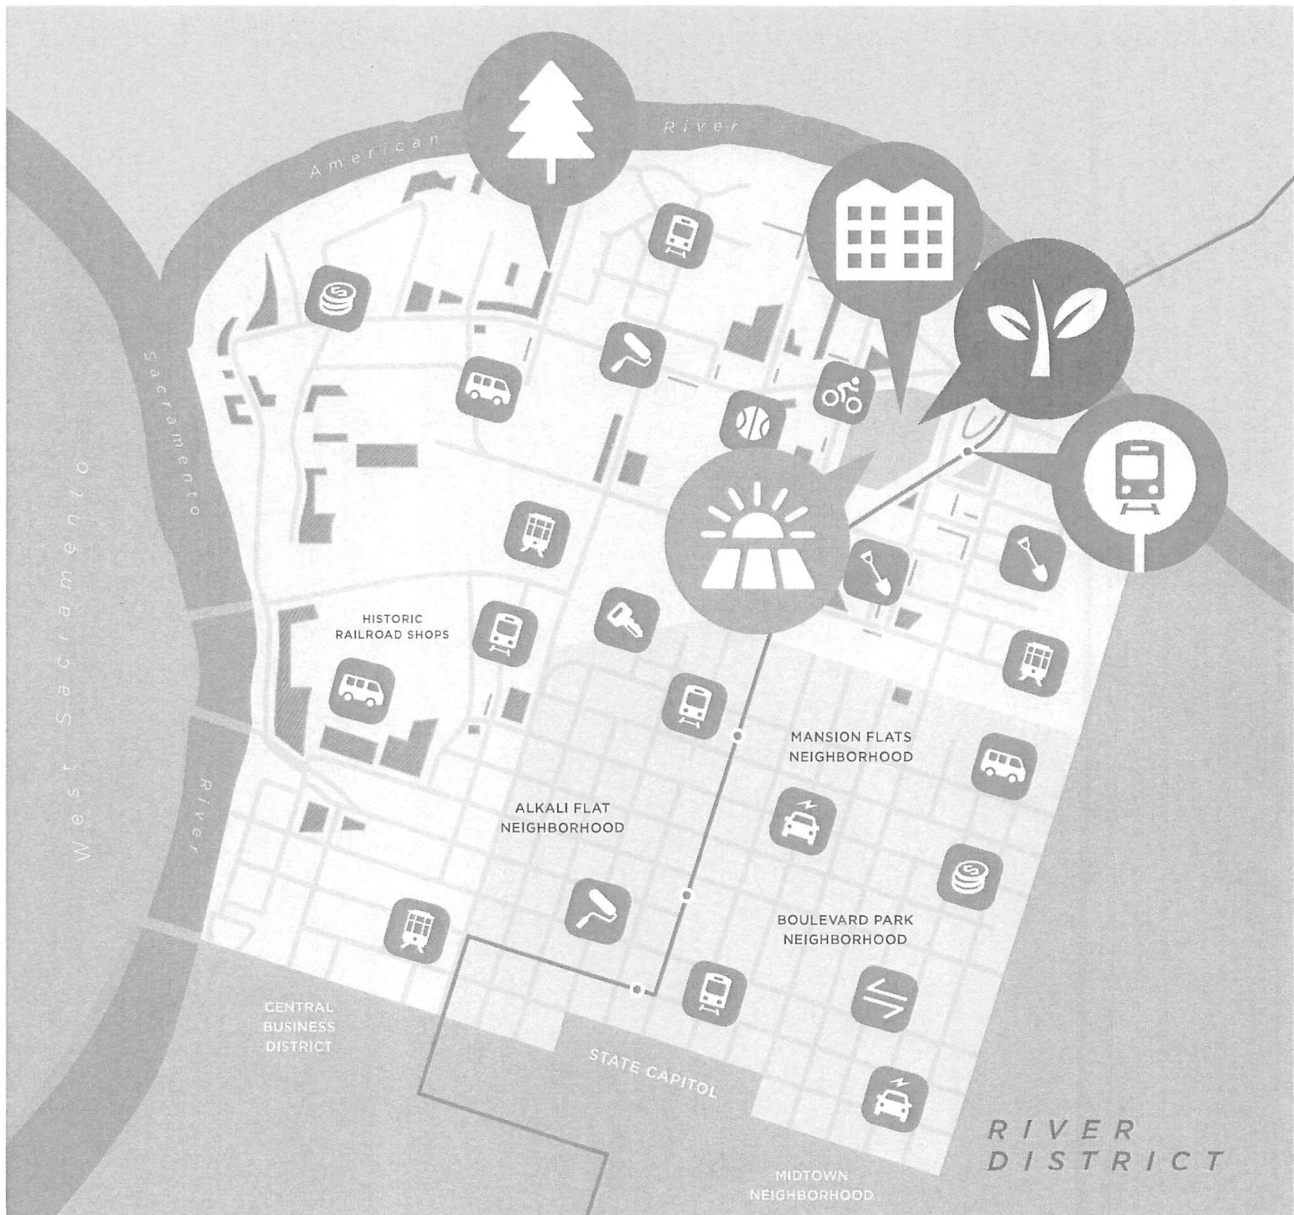 American
River
Sacramento
River
West Sacramento
HISTORIC
RAILROAD SHOPS
MANSION FLATS
NEIGHBORHOOD
ALKALI FLAT
NEIGHBORHOOD
BOULEVARD PARK
NEIGHBORHOOD
CENTRAL
BUSINESS
DISTRICT
STATE CAPITOL
RIVER
DISTRICT
MIDTOWN
NEIGHBORHOOD